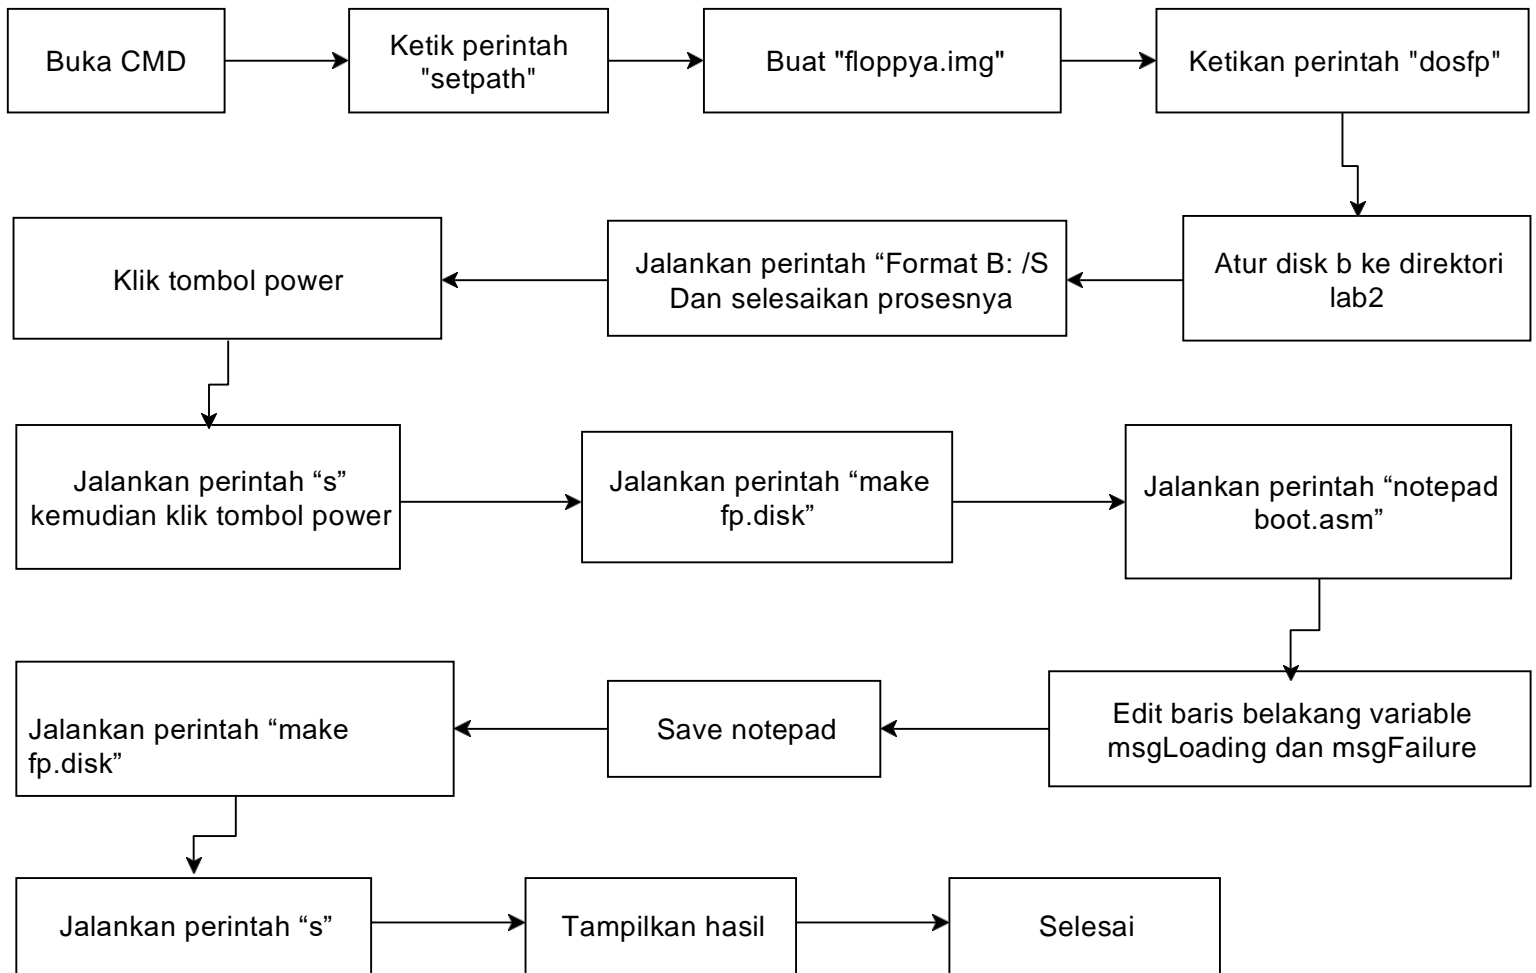 Buka CMD
Ketik perintah
"setpath"
Buat "floppya.img"
Ketikan perintah "dosfp"
Atur disk b ke direktori
lab2
Jalankan perintah “Format B: /S
Dan selesaikan prosesnya
Klik tombol power
Jalankan perintah “s”
kemudian klik tombol power
Jalankan perintah “make
fp.disk”
Jalankan perintah “notepad
boot.asm”
Edit baris belakang variable
msgLoading dan msgFailure
Save notepad
Jalankan perintah “make
fp.disk”
Jalankan perintah “s”
Tampilkan hasil
Selesai